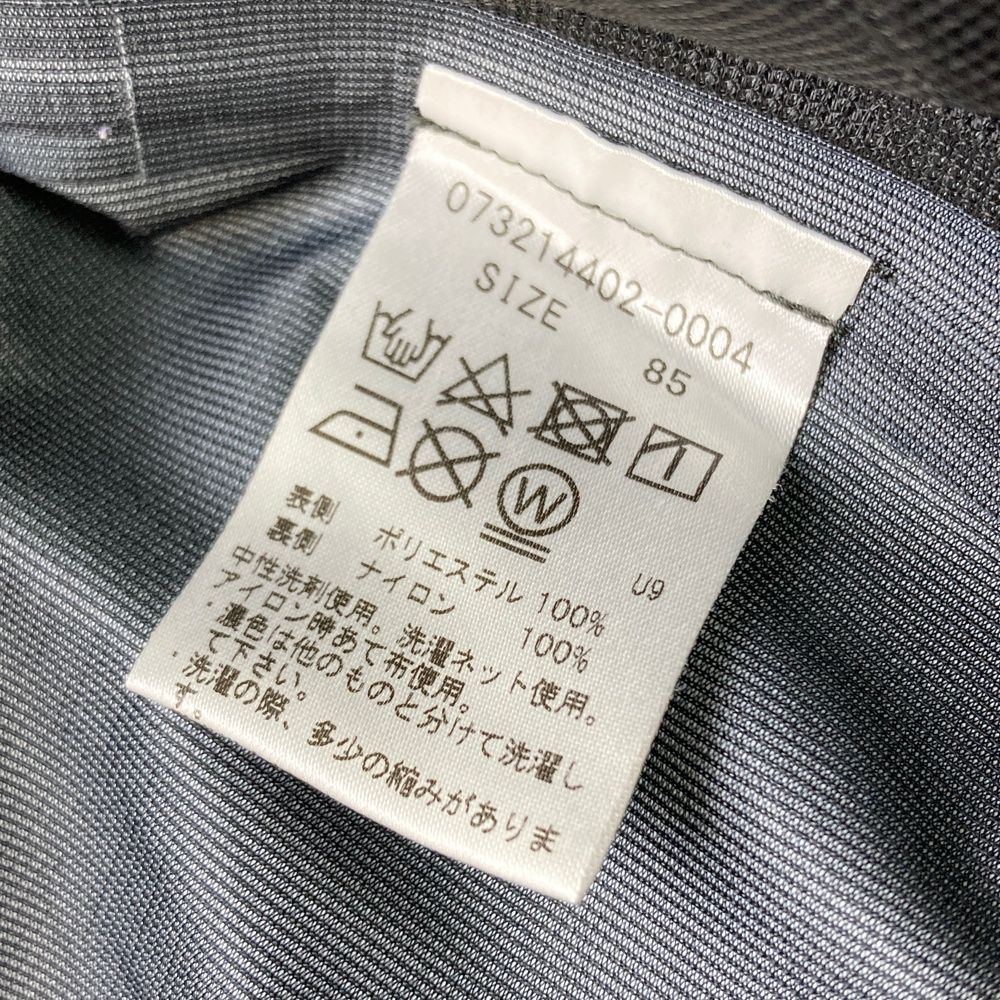 073214402-0004
SIZE 85
W
表側 ポリエステル 100% U9
裏側 ナイロン 100%
中性洗剤使用。洗濯ネット使用。
アイロン時あて布使用。
・濃色は他のものと分けて洗濯し
て下さい。
・洗濯の際、多少の縮みがありま
す。